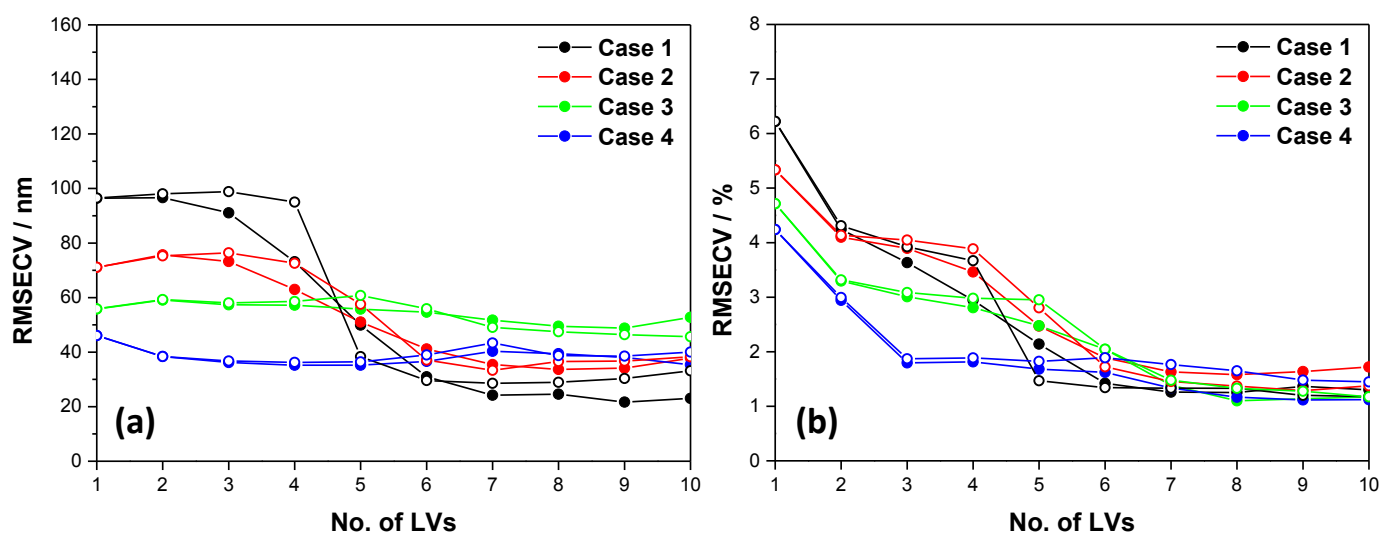 160
140
120
100
80
60
40
20
0
RMSECV / nm
Case 1
Case 2
Case 3
Case 4
(a)
1 2 3 4 5 6 7 8 9 10
No. of LVs
8
7
6
5
4
3
2
1
0
RMSECV / %
Case 1
Case 2
Case 3
Case 4
(b)
1 2 3 4 5 6 7 8 9 10
No. of LVs